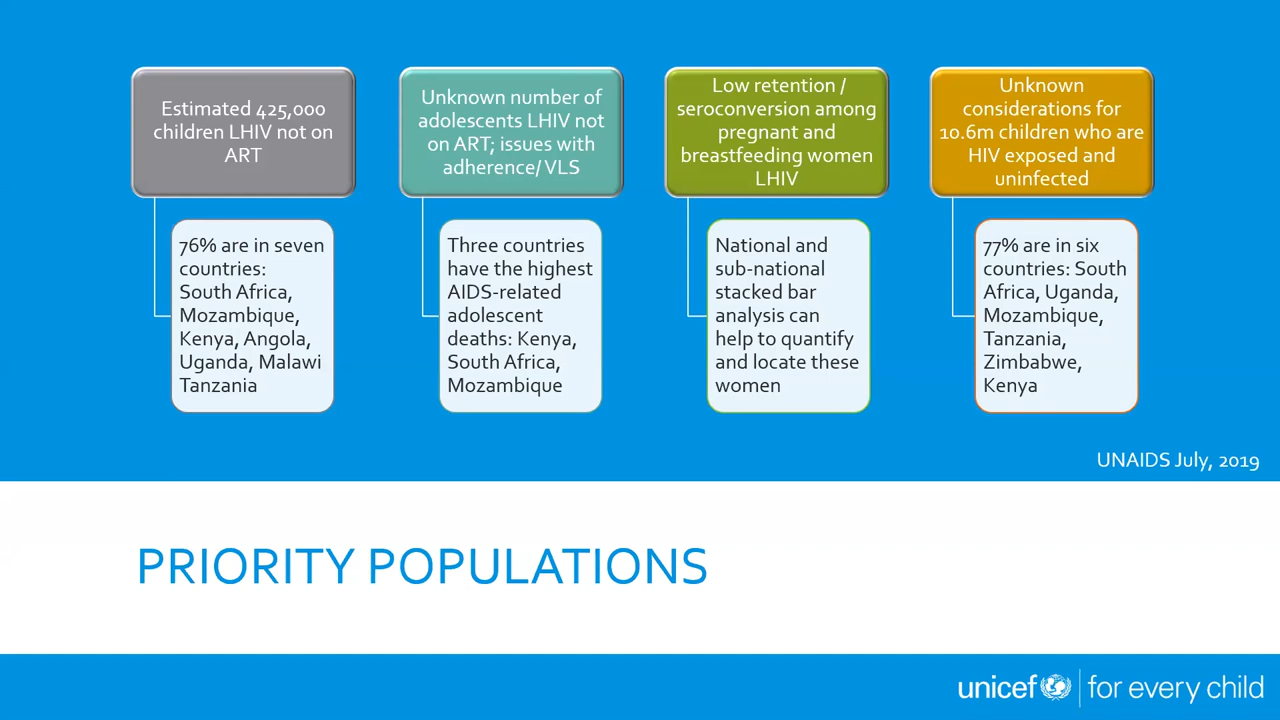 Estimated 425,000
children LHIV not on
ART
76% are in seven
countries:
South Africa,
Mozambique,
Kenya, Angola,
Uganda, Malawi
Tanzania
Unknown number of
adolescents LHIV not
on ART; issues with
adherence/ VLS
Three countries
have the highest
AIDS-related
adolescent
deaths: Kenya,
South Africa,
Mozambique
Low retention /
seroconversion among
pregnant and
breastfeeding women
LHIV
National and
sub-national
stacked bar
analysis can
help to quantify
and locate these
women
Unknown
considerations for
10.6m children who are
HIV exposed and
uninfected
77% are in six
countries: South
Africa, Uganda,
Mozambique,
Tanzania,
Zimbabwe,
Kenya
UNAIDS July, 2019
PRIORITY POPULATIONS
unicef for every child